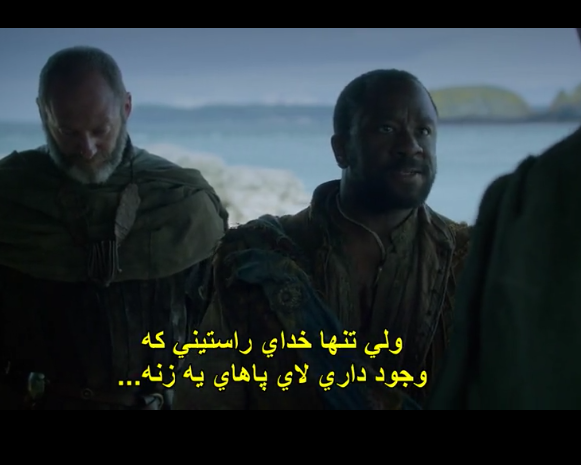 ولي تنها خداي راستيني که
وجود داري لاي پاهاي يه زنه...